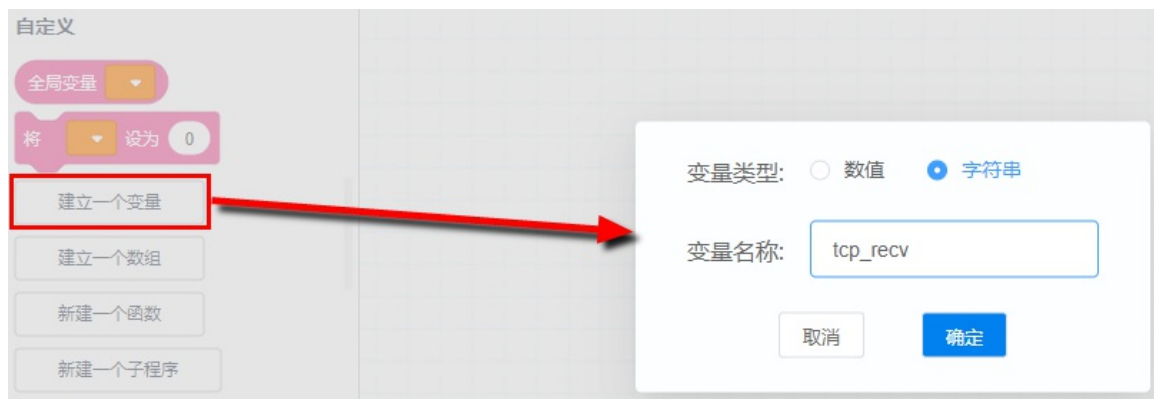 自定义
全局变量
将 设为 0
建立一个变量
建立一个数组
新建一个函数
新建一个子程序
变量类型: 数值 字符串
变量名称: tcp_recv
取消 确定